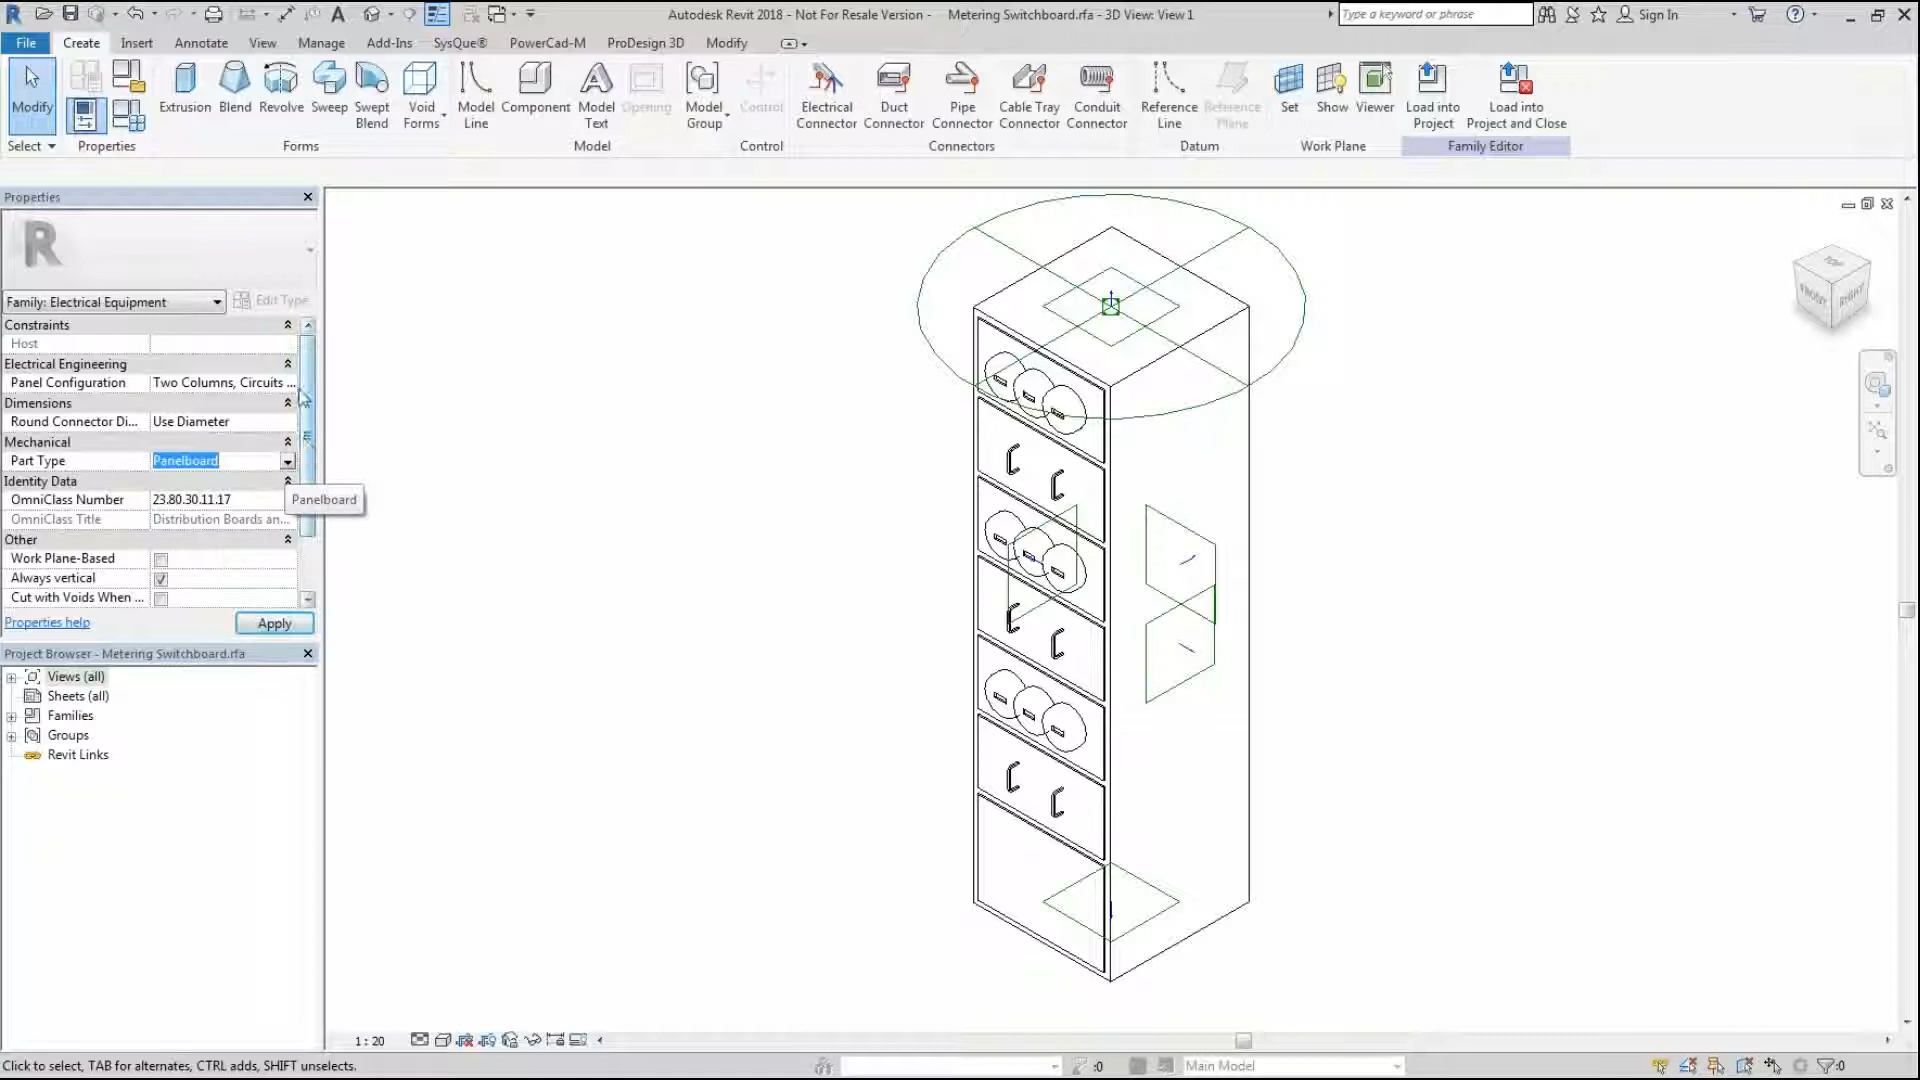 Autodesk Revit 2018 - Not For Resale Version - Metering Switchboard.rfa - 3D View: View 1
Type a keyword or phrase
Sign In
File Create Insert Annotate View Manage Add-Ins SysQue® PowerCad-M ProDesign 3D Modify
Modify
Extrusion Blend Revolve Sweep Swept Blend Void Forms
Model Line Component Model Text Opening Model Group Control
Electrical Connector Duct Connector Pipe Connector Cable Tray Connector Conduit Connector
Reference Line Reference Plane Set Show Viewer Load into Project Load into Project and Close
Select Properties Forms Model Control Connectors Datum Work Plane Family Editor
Properties
Family: Electrical Equipment Edit Type
Constraints
Host
Electrical Engineering
Panel Configuration Two Columns, Circuits ...
Dimensions
Round Connector Di... Use Diameter
Mechanical
Part Type Panelboard
Identity Data
OmniClass Number 23.80.30.11.17
Panelboard
OmniClass Title Distribution Boards an...
Other
Work Plane-Based
Always vertical
Cut with Voids When ...
Properties help Apply
Project Browser - Metering Switchboard.rfa
Views (all)
Sheets (all)
Families
Groups
Revit Links
TOP
FRONT RIGHT
1 : 20
Click to select, TAB for alternates, CTRL adds, SHIFT unselects.
:0
Main Model
:0